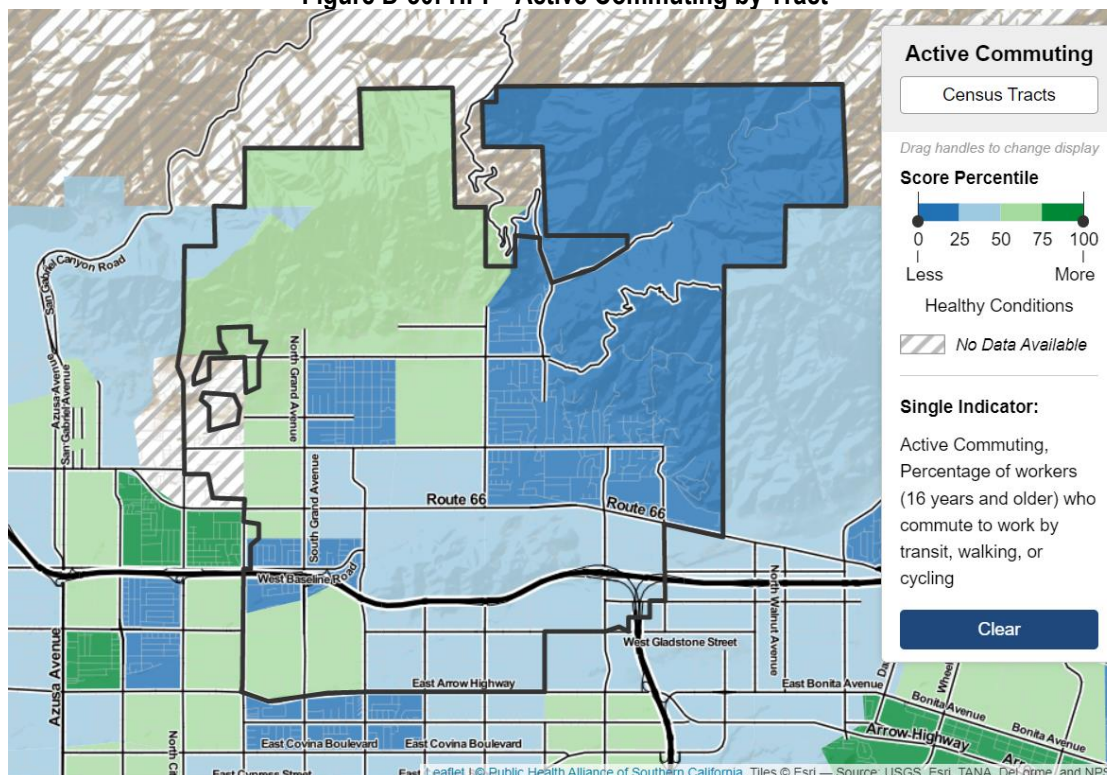 Active Commuting by Tract
Active Commuting
Census Tracts
Drag handles to change display
Score Percentile
0 25 50 75 100
Less More
Healthy Conditions
No Data Available
Single Indicator:
Active Commuting,
Percentage of workers
(16 years and older) who
commute to work by
transit, walking, or
cycling
Clear
San Gabriel Canyon Road
Azusa Avenue
San Gabriel Avenue
North Grand Avenue
South Grand Avenue
Route 66
Route 66
West Baseline Road
North Walnut Avenue
West Gladstone Street
Azusa Avenue
East Arrow Highway
East Bonita Avenue
Bonita Avenue
Bonita Avenue
Arrow Highway
East Covina Boulevard
East Covina Boulevard
East Cypress Street
Leaflet | © Public Health Alliance of Southern California, Tiles © Esri — Source: USGS, Esri, TANA, DeLorme, and NPS